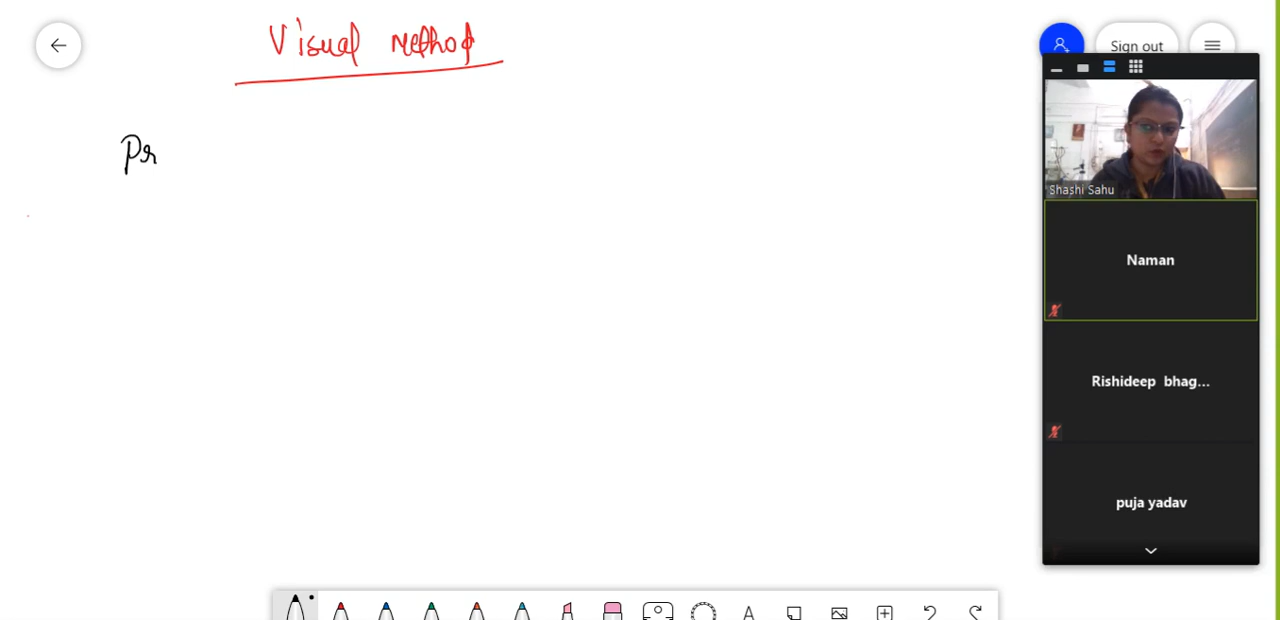 Visual method
Sign out
Pr
Shashi Sahu
Naman
Rishideep bhag...
puja yadav
A